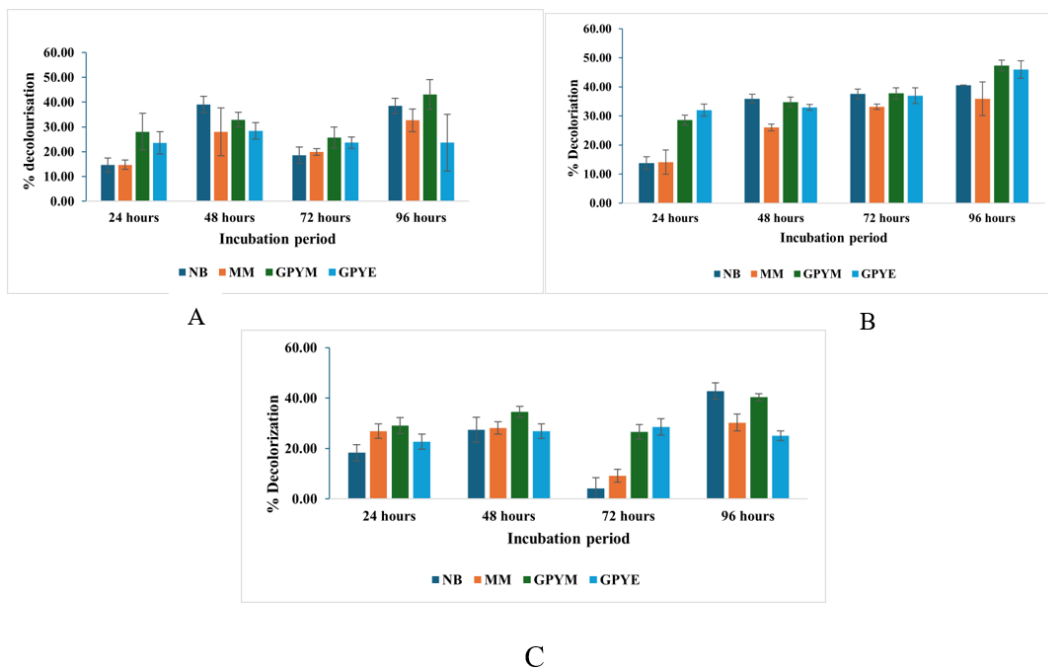 60.00
50.00
40.00
30.00
20.00
10.00
0.00
% decolourisation
24 hours 48 hours 72 hours 96 hours
Incubation period
NB MM GPYM GPYE
A
60.00
50.00
40.00
30.00
20.00
10.00
0.00
% Decoloriation
24 hours 48 hours 72 hours 96 hours
Incubation period
NB MM GPYM GPYE
B
60.00
40.00
20.00
0.00
% Decolorization
24 hours 48 hours 72 hours 96 hours
Incubation period
NB MM GPYM GPYE
C